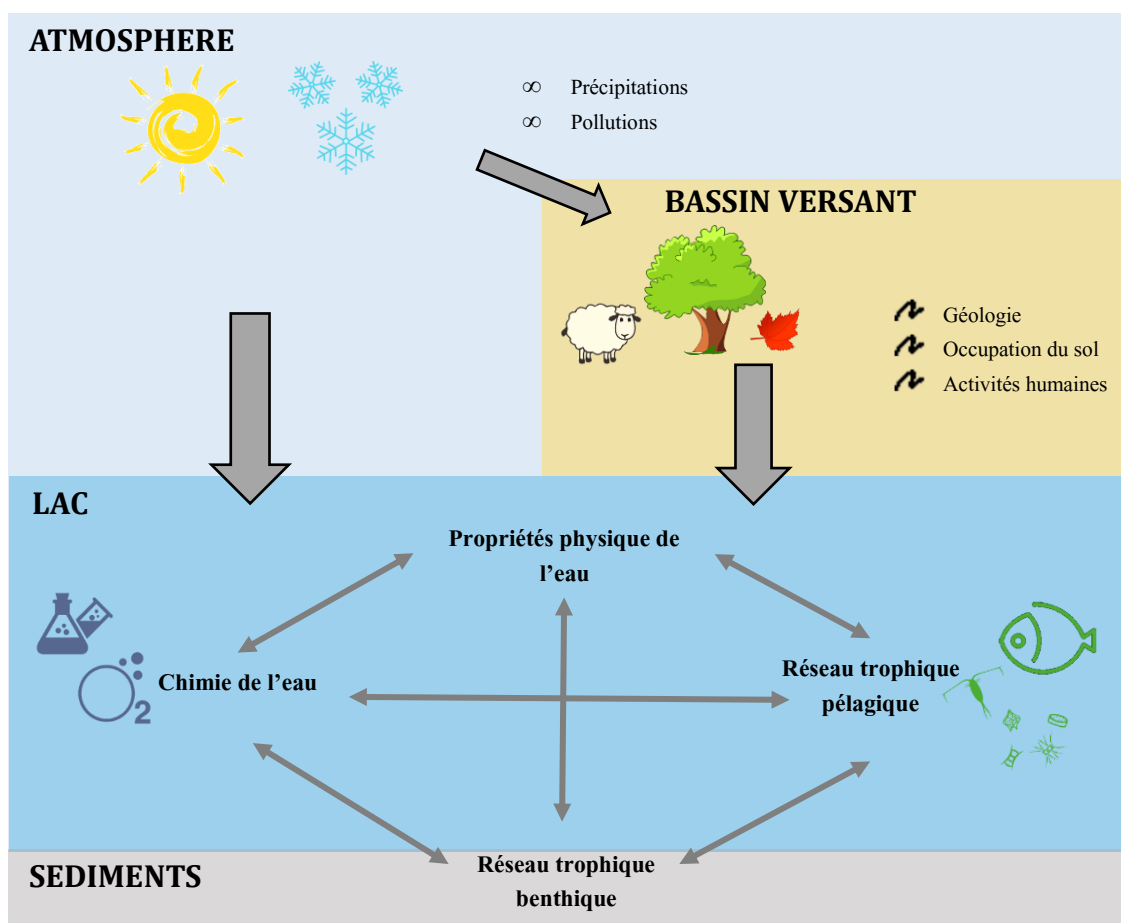 ATMOSPHERE
∞ Précipitations
∞ Pollutions
BASSIN VERSANT
Géologie
Occupation du sol
Activités humaines
LAC
Propriétés physique de
l’eau
Chimie de l’eau
2
Réseau trophique
pélagique
SEDIMENTS
Réseau trophique
benthique